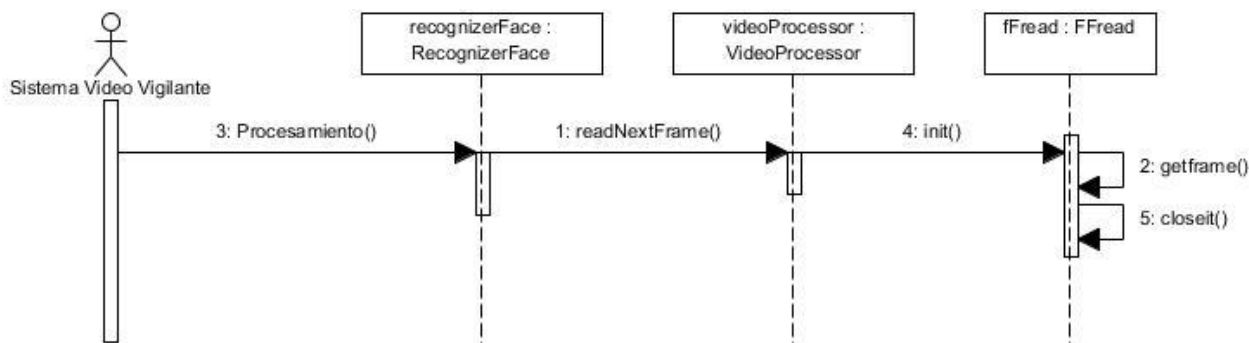 recognizerFace :
RecognizerFace
videoProcessor :
VideoProcessor
fFread : FFread
Sistema Video Vigilante
3: Procesamiento()
1: readNextFrame()
4: init()
2: getframe()
5: closeit()